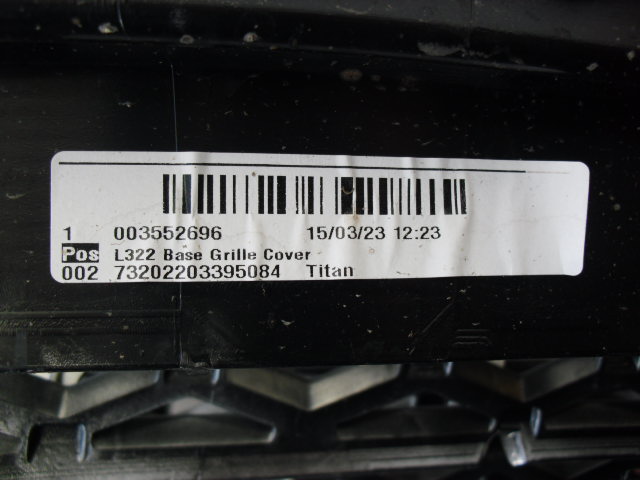 1 003552696 15/03/23 12:23
Pos L322 Base Grille Cover
002 73202203395084 Titan